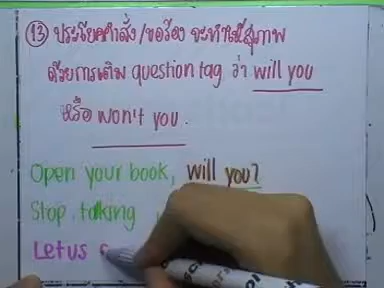 13 ประโยคคำสั่ง/ขอร้อง จะทำให้สุภาพ
ด้วยการเติม question tag ว่า will you
หรือ won't you.
Open your book, will you?
Stop talking
Let us